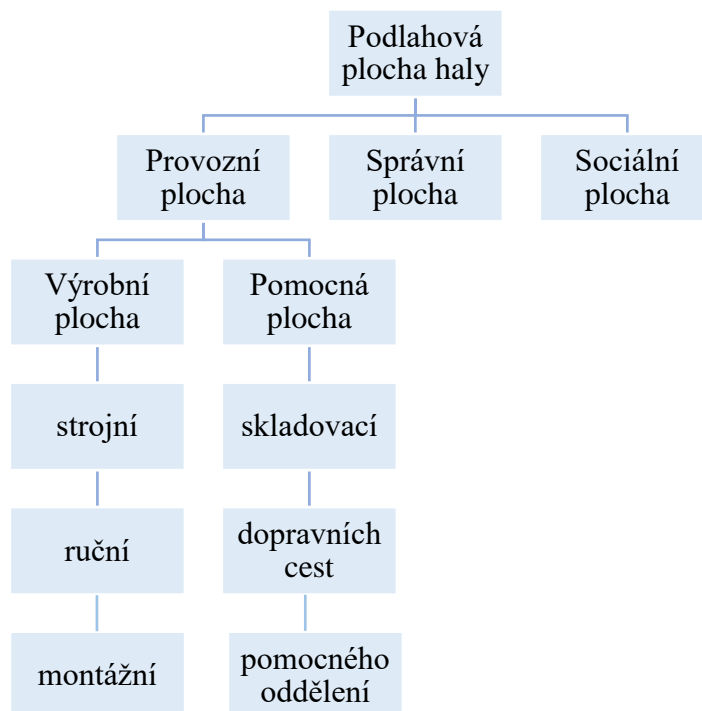 Podlahová
plocha haly
Provozní
plocha
Správní
plocha
Sociální
plocha
Výrobní
plocha
Pomocná
plocha
strojní
skladovací
ruční
dopravních
cest
montážní
pomocného
oddělení